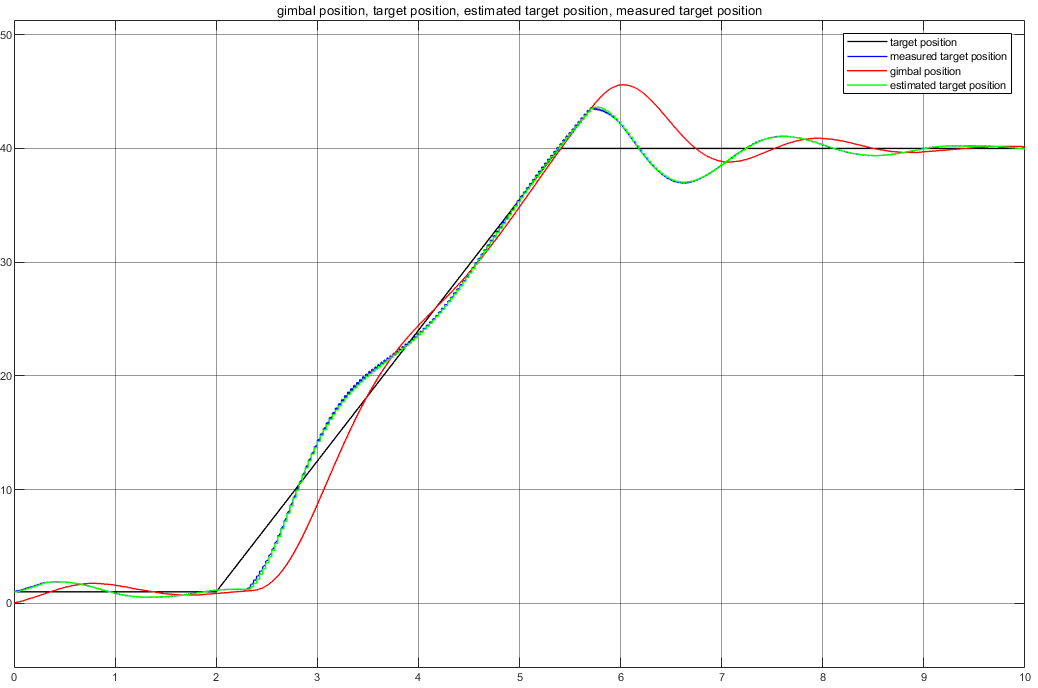 gimbal position, target position, estimated target position, measured target position
50
target position
measured target position
gimbal position
estimated target position
40
30
20
10
0
0 1 2 3 4 5 6 7 8 9 10